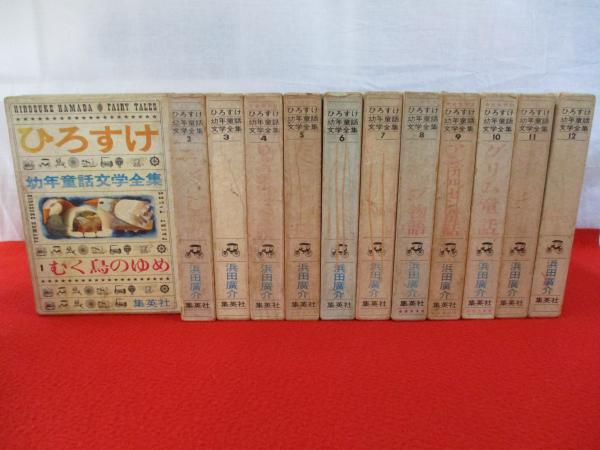 HIROSUKE HAMADA FAIRY TALES
ひろすけ
幼年童話文学全集
1 むく鳥のゆめ
集英社
ひろすけ
幼年童話
文学全集
2
浜田廣介
集英社
ひろすけ
幼年童話
文学全集
3
浜田廣介
集英社
ひろすけ
幼年童話
文学全集
4
浜田廣介
集英社
ひろすけ
幼年童話
文学全集
5
浜田廣介
集英社
ひろすけ
幼年童話
文学全集
6
浜田廣介
集英社
ひろすけ
幼年童話
文学全集
7
浜田廣介
集英社
ひろすけ
幼年童話
文学全集
8
物語
浜田廣介
集英社
ひろすけ
幼年童話
文学全集
9
浜田廣介
集英社
ひろすけ
幼年童話
文学全集
10
リム童話
浜田廣介
集英社
ひろすけ
幼年童話
文学全集
11
浜田廣介
集英社
ひろすけ
幼年童話
文学全集
12
浜田廣介
集英社